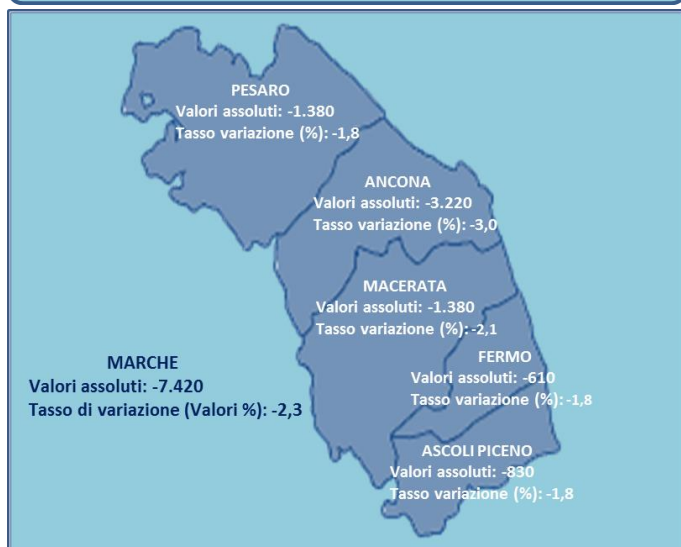 PESARO
Valori assoluti: -1.380
Tasso variazione (%): -1,8
ANCONA
Valori assoluti: -3.220
Tasso variazione (%): -3,0
MACERATA
Valori assoluti: -1.380
Tasso variazione (%): -2,1
FERMO
Valori assoluti: -610
Tasso variazione (%): -1,8
MARCHE
Valori assoluti: -7.420
Tasso di variazione (Valori %): -2,3
ASCOLI PICENO
Valori assoluti: -830
Tasso variazione (%): -1,8